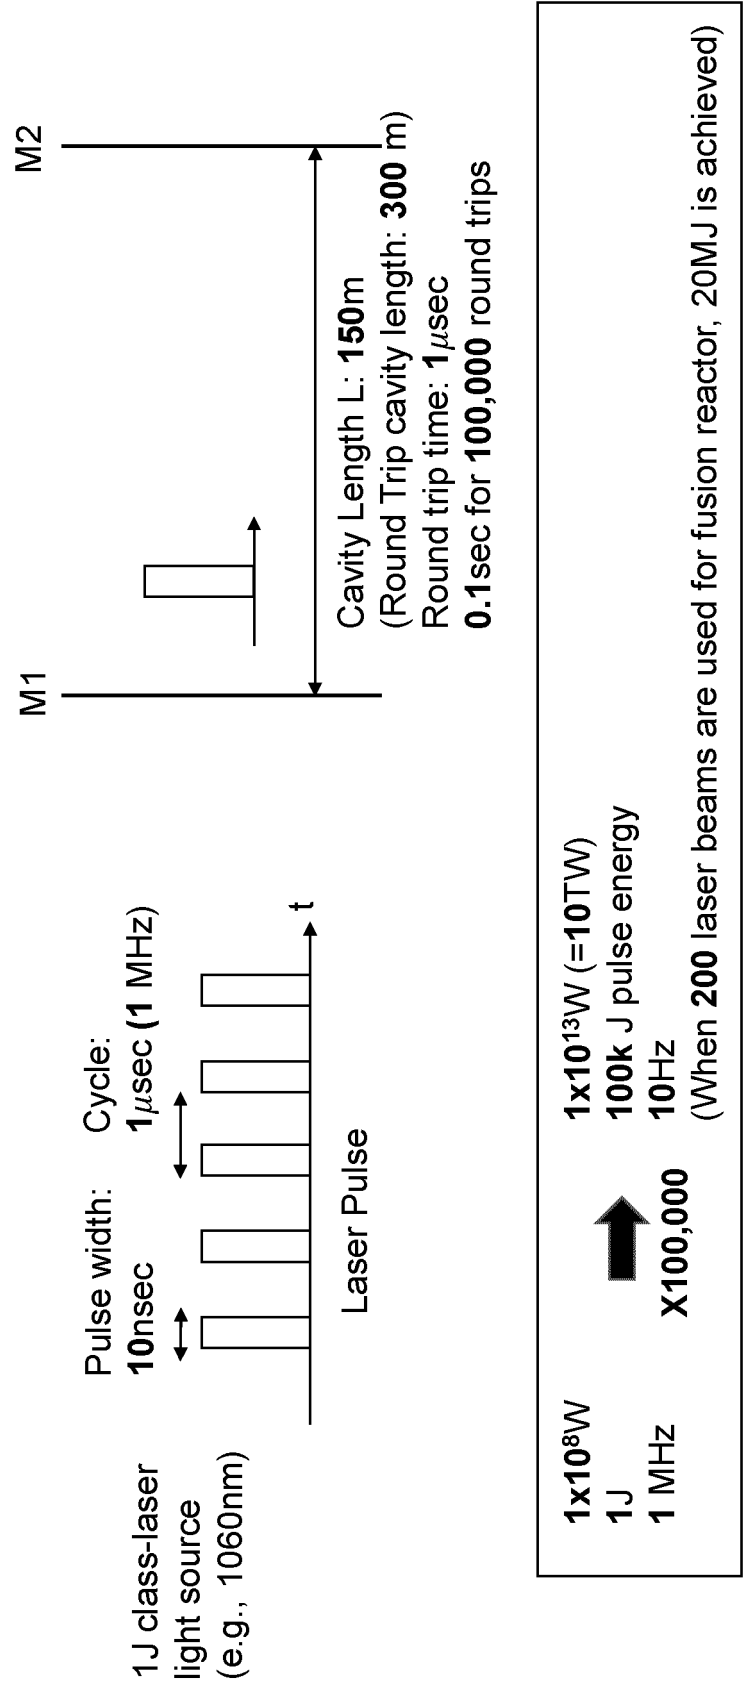 1J class-laser
light source
(e.g., 1060nm)
Pulse width:
10nsec
Cycle:
1μsec (1 MHz)
t
Laser Pulse
M1
M2
Cavity Length L: 150m
(Round Trip cavity length: 300 m)
Round trip time: 1μsec
0.1sec for 100,000 round trips
1x10⁸W
1J
1 MHz
X100,000
1x10¹³W (=10TW)
100k J pulse energy
10Hz
(When 200 laser beams are used for fusion reactor, 20MJ is achieved)